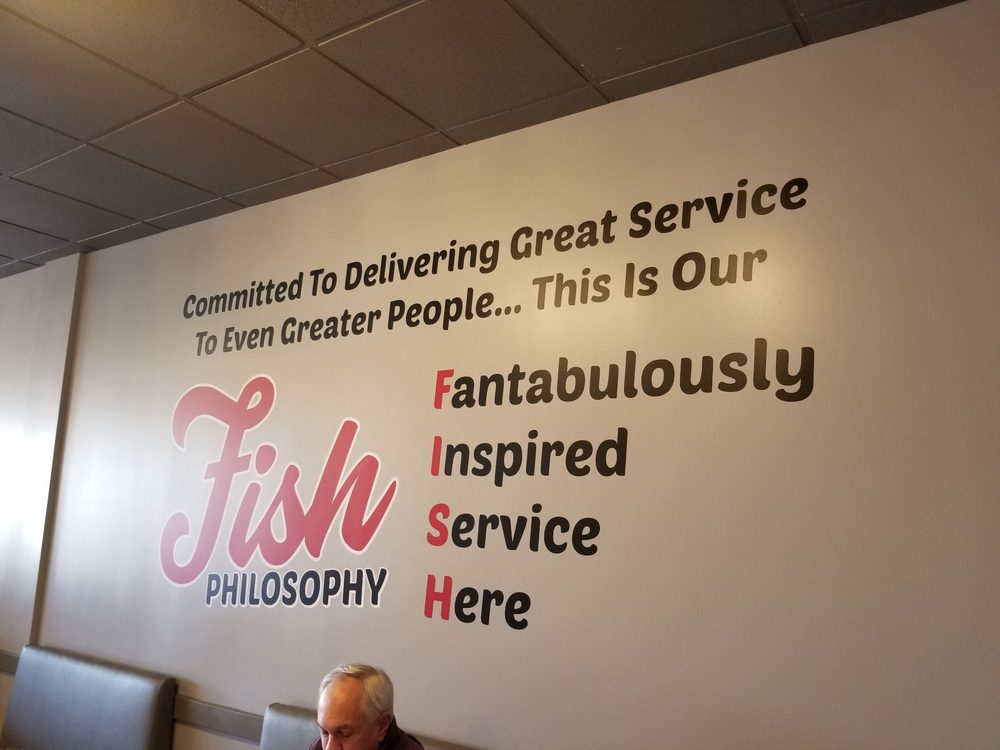 Committed To Delivering Great Service
To Even Greater People... This Is Our
Fish
PHILOSOPHY
Fantabulously
Inspired
Service
Here